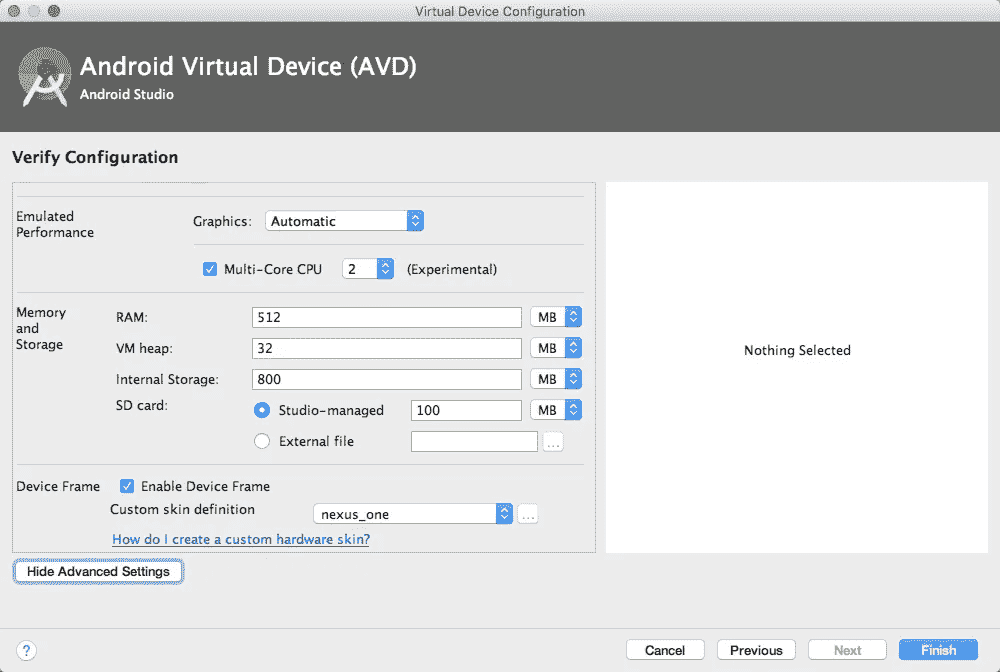 Virtual Device Configuration
Android Virtual Device (AVD)
Android Studio
Verify Configuration
Emulated
Performance
Graphics: Automatic
Multi-Core CPU 2 (Experimental)
Memory
and
Storage
RAM: 512 MB
VM heap: 32 MB
Internal Storage: 800 MB
SD card: Studio-managed 100 MB
External file ...
Device Frame Enable Device Frame
Custom skin definition nexus_one ...
How do I create a custom hardware skin?
Nothing Selected
Hide Advanced Settings
? Cancel Previous Next Finish